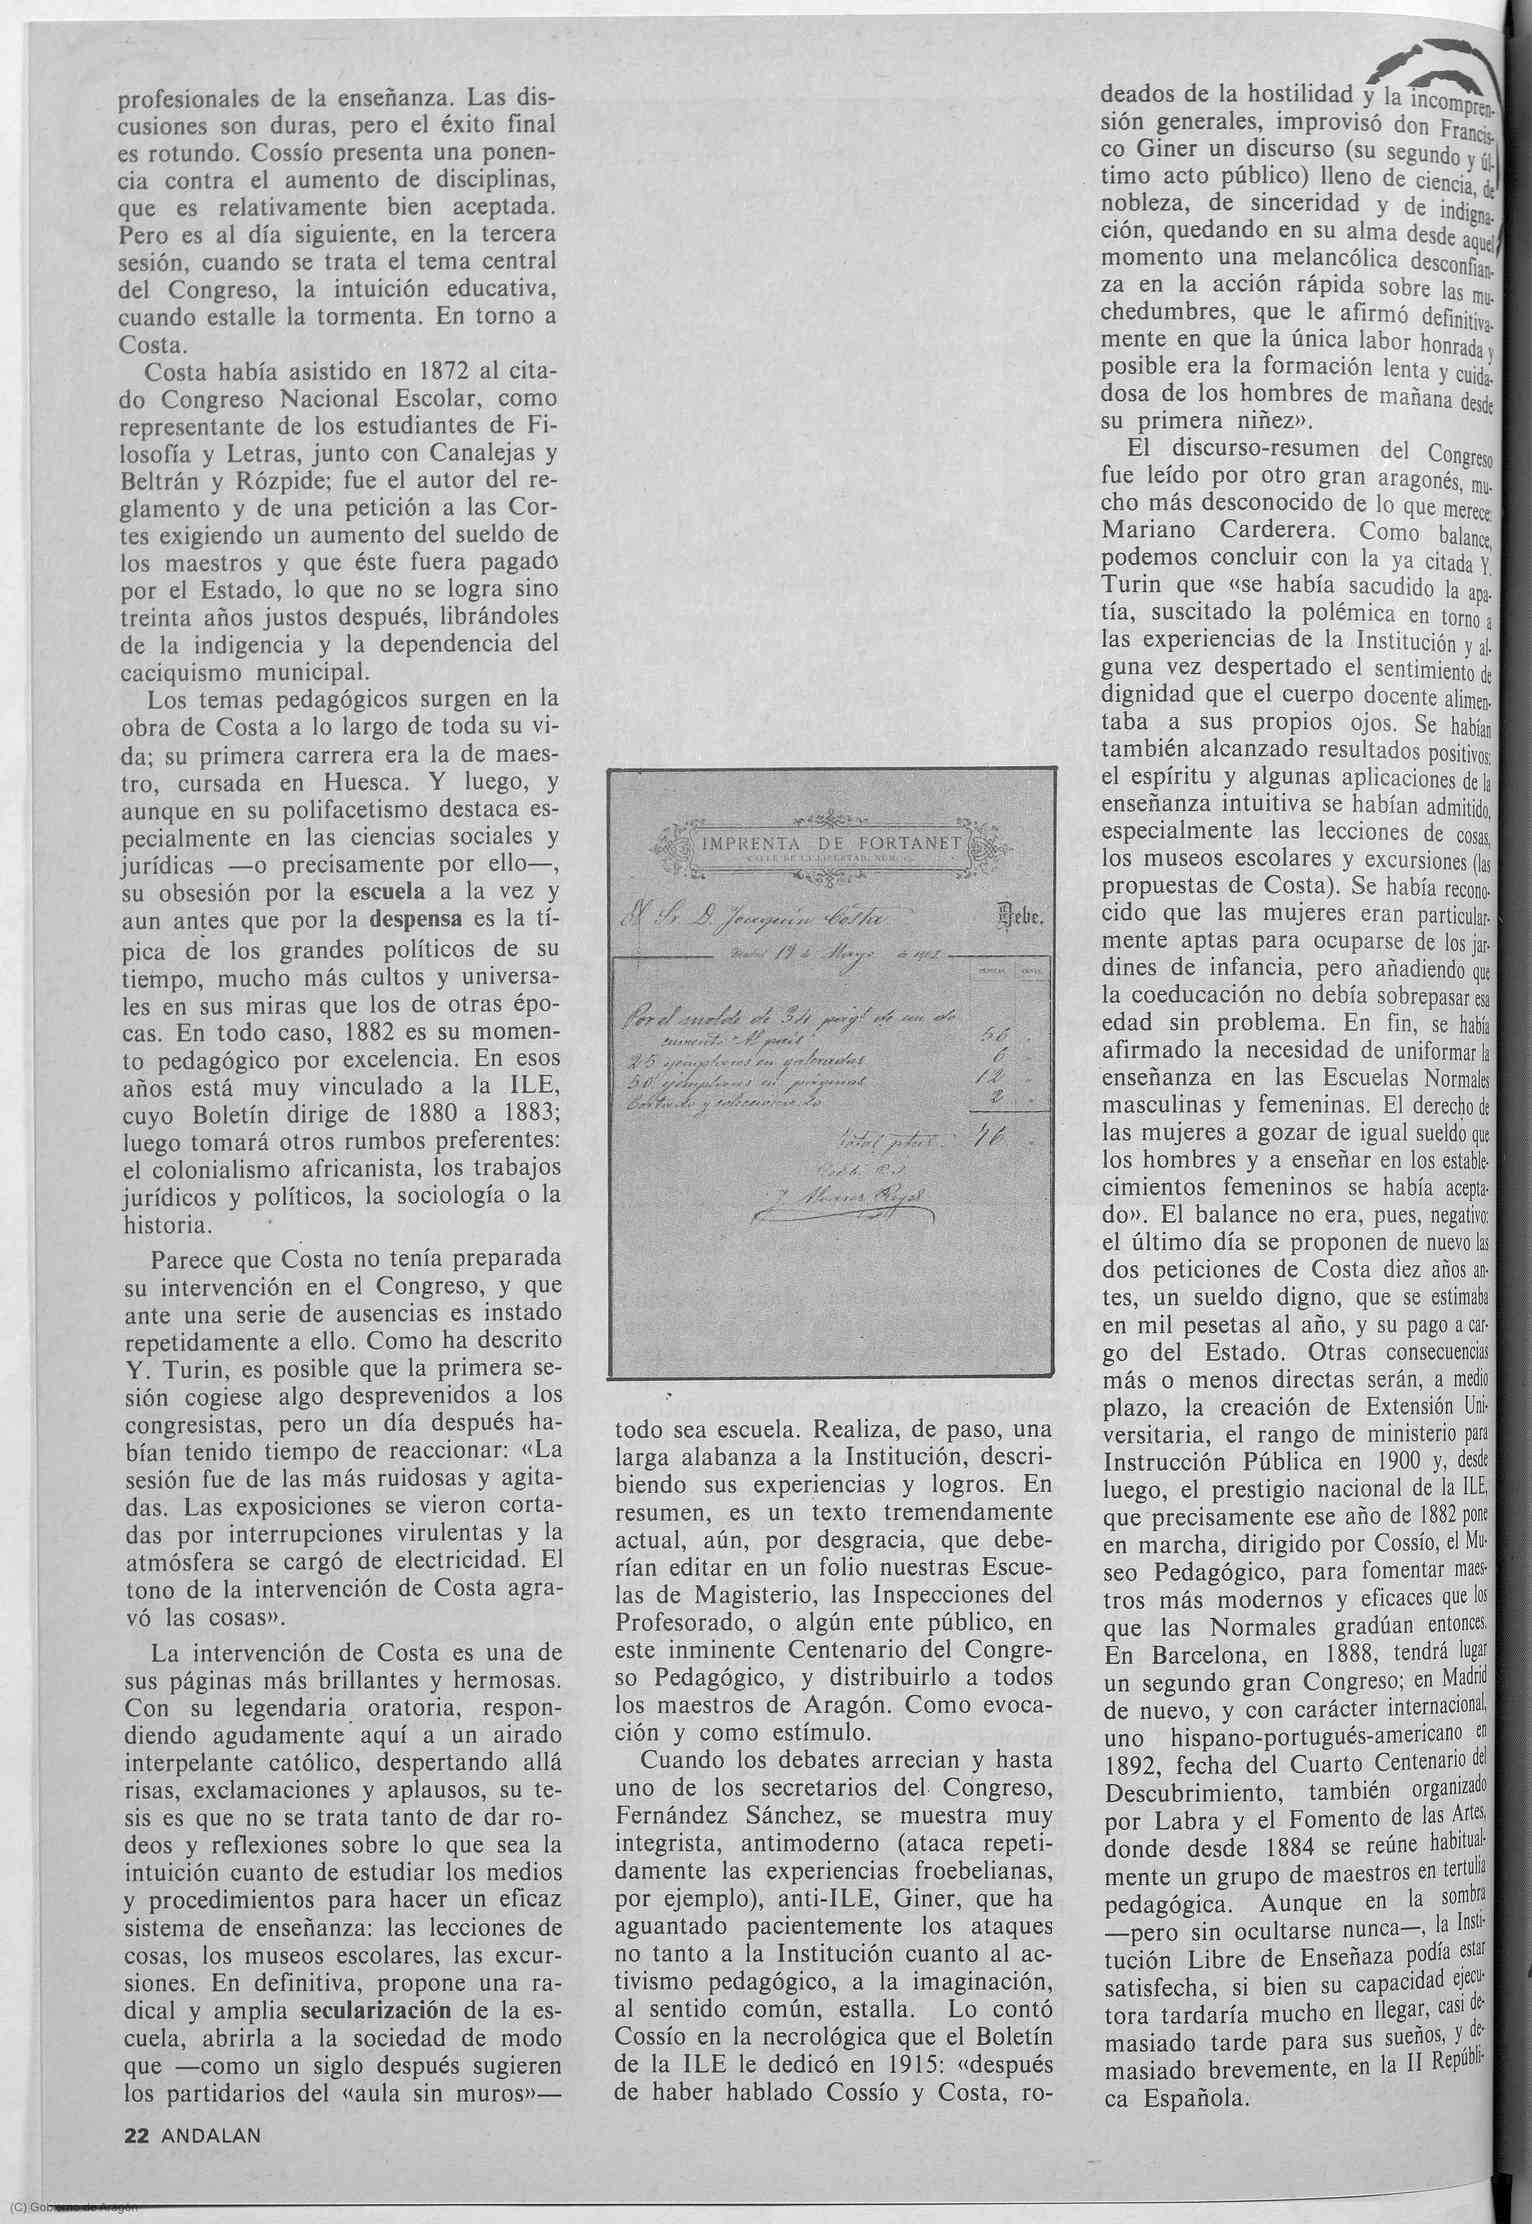 profesionales de la enseñanza. Las dis-
cusiones son duras, pero el éxito final
es rotundo. Cossío presenta una ponen-
cia contra el aumento de disciplinas,
que es relativamente bien aceptada.
Pero es al día siguiente, en la tercera
sesión, cuando se trata el tema central
del Congreso, la intuición educativa,
cuando estalle la tormenta. En torno a
Costa.
Costa había asistido en 1872 al cita-
do Congreso Nacional Escolar, como
representante de los estudiantes de Fi-
losofía y Letras, junto con Canalejas y
Beltrán y Rózpide; fue el autor del re-
glamento y de una petición a las Cor-
tes exigiendo un aumento del sueldo de
los maestros y que éste fuera pagado
por el Estado, lo que no se logra sino
treinta años justos después, librándoles
de la indigencia y la dependencia del
caciquismo municipal.
Los temas pedagógicos surgen en la
obra de Costa a lo largo de toda su vi-
da; su primera carrera era la de maes-
tro, cursada en Huesca. Y luego, y
aunque en su polifacetismo destaca es-
pecialmente en las ciencias sociales y
jurídicas —o precisamente por ello—,
su obsesión por la escuela a la vez y
aun antes que por la despensa es la tí-
pica de los grandes políticos de su
tiempo, mucho más cultos y universa-
les en sus miras que los de otras épo-
cas. En todo caso, 1882 es su momen-
to pedagógico por excelencia. En esos
años está muy vinculado a la ILE,
cuyo Boletín dirige de 1880 a 1883;
luego tomará otros rumbos preferentes:
el colonialismo africanista, los trabajos
jurídicos y políticos, la sociología o la
historia.
Parece que Costa no tenía preparada
su intervención en el Congreso, y que
ante una serie de ausencias es instado
repetidamente a ello. Como ha descrito
Y. Turin, es posible que la primera se-
sión cogiese algo desprevenidos a los
congresistas, pero un día después ha-
bían tenido tiempo de reaccionar: «La
sesión fue de las más ruidosas y agita-
das. Las exposiciones se vieron corta-
das por interrupciones virulentas y la
atmósfera se cargó de electricidad. El
tono de la intervención de Costa agra-
vó las cosas».
La intervención de Costa es una de
sus páginas más brillantes y hermosas.
Con su legendaria oratoria, respon-
diendo agudamente aquí a un airado
interpelante católico, despertando allá
risas, exclamaciones y aplausos, su te-
sis es que no se trata tanto de dar ro-
deos y reflexiones sobre lo que sea la
intuición cuanto de estudiar los medios
y procedimientos para hacer un eficaz
sistema de enseñanza: las lecciones de
cosas, los museos escolares, las excur-
siones. En definitiva, propone una ra-
dical y amplia secularización de la es-
cuela, abrirla a la sociedad de modo
que —como un siglo después sugieren
los partidarios del «aula sin muros»—
IMPRENTA DE FORTANET
CALLE DE LA LIBERTAD, NÚM.
Sr. D. Joaquín Costa Debe.
Madrid 19 de Mayo de
Por el molde de 34 pág. de un do
cumento "Al país" 56
25 ejemplares en galeradas 6
50 ejemplares en páginas 12
2
Total ptas. 76
todo sea escuela. Realiza, de paso, una
larga alabanza a la Institución, descri-
biendo sus experiencias y logros. En
resumen, es un texto tremendamente
actual, aún, por desgracia, que debe-
rían editar en un folio nuestras Escue-
las de Magisterio, las Inspecciones del
Profesorado, o algún ente público, en
este inminente Centenario del Congre-
so Pedagógico, y distribuirlo a todos
los maestros de Aragón. Como evoca-
ción y como estímulo.
Cuando los debates arrecian y hasta
uno de los secretarios del Congreso,
Fernández Sánchez, se muestra muy
integrista, antimoderno (ataca repeti-
damente las experiencias froebelianas,
por ejemplo), anti-ILE, Giner, que ha
aguantado pacientemente los ataques
no tanto a la Institución cuanto al ac-
tivismo pedagógico, a la imaginación,
al sentido común, estalla. Lo contó
Cossío en la necrológica que el Boletín
de la ILE le dedicó en 1915: «después
de haber hablado Cossío y Costa, ro-
deados de la hostilidad y la incompren-
sión generales, improvisó don Francis-
co Giner un discurso (su segundo y úl-
timo acto público) lleno de ciencia, de
nobleza, de sinceridad y de indigna-
ción, quedando en su alma desde aquel
momento una melancólica desconfian-
za en la acción rápida sobre las mu-
chedumbres, que le afirmó definitiva-
mente en que la única labor honrada y
posible era la formación lenta y cuida-
dosa de los hombres de mañana desde
su primera niñez».
El discurso-resumen del Congreso
fue leído por otro gran aragonés, mu-
cho más desconocido de lo que merece:
Mariano Carderera. Como balance,
podemos concluir con la ya citada Y.
Turin que «se había sacudido la apa-
tía, suscitado la polémica en torno a
las experiencias de la Institución y al-
guna vez despertado el sentimiento de
dignidad que el cuerpo docente alimen-
taba a sus propios ojos. Se habían
también alcanzado resultados positivos:
el espíritu y algunas aplicaciones de la
enseñanza intuitiva se habían admitido,
especialmente las lecciones de cosas,
los museos escolares y excursiones (las
propuestas de Costa). Se había recono-
cido que las mujeres eran particular-
mente aptas para ocuparse de los jar-
dines de infancia, pero añadiendo que
la coeducación no debía sobrepasar esa
edad sin problema. En fin, se había
afirmado la necesidad de uniformar la
enseñanza en las Escuelas Normales
masculinas y femeninas. El derecho de
las mujeres a gozar de igual sueldo que
los hombres y a enseñar en los estable-
cimientos femeninos se había acepta-
do». El balance no era, pues, negativo:
el último día se proponen de nuevo las
dos peticiones de Costa diez años an-
tes, un sueldo digno, que se estimaba
en mil pesetas al año, y su pago a car-
go del Estado. Otras consecuencias
más o menos directas serán, a medio
plazo, la creación de Extensión Uni-
versitaria, el rango de ministerio para
Instrucción Pública en 1900 y, desde
luego, el prestigio nacional de la ILE,
que precisamente ese año de 1882 pone
en marcha, dirigido por Cossío, el Mu-
seo Pedagógico, para fomentar maes-
tros más modernos y eficaces que los
que las Normales gradúan entonces.
En Barcelona, en 1888, tendrá lugar
un segundo gran Congreso; en Madrid
de nuevo, y con carácter internacional,
uno hispano-portugués-americano en
1892, fecha del Cuarto Centenario del
Descubrimiento, también organizado
por Labra y el Fomento de las Artes,
donde desde 1884 se reúne habitual-
mente un grupo de maestros en tertulia
pedagógica. Aunque en la sombra
—pero sin ocultarse nunca—, la Insti-
tución Libre de Enseñaza podía estar
satisfecha, si bien su capacidad ejecu-
tora tardaría mucho en llegar, casi de-
masiado tarde para sus sueños, y de-
masiado brevemente, en la II Repúbli-
ca Española.
22 ANDALAN
(C) Gobierno de Aragón